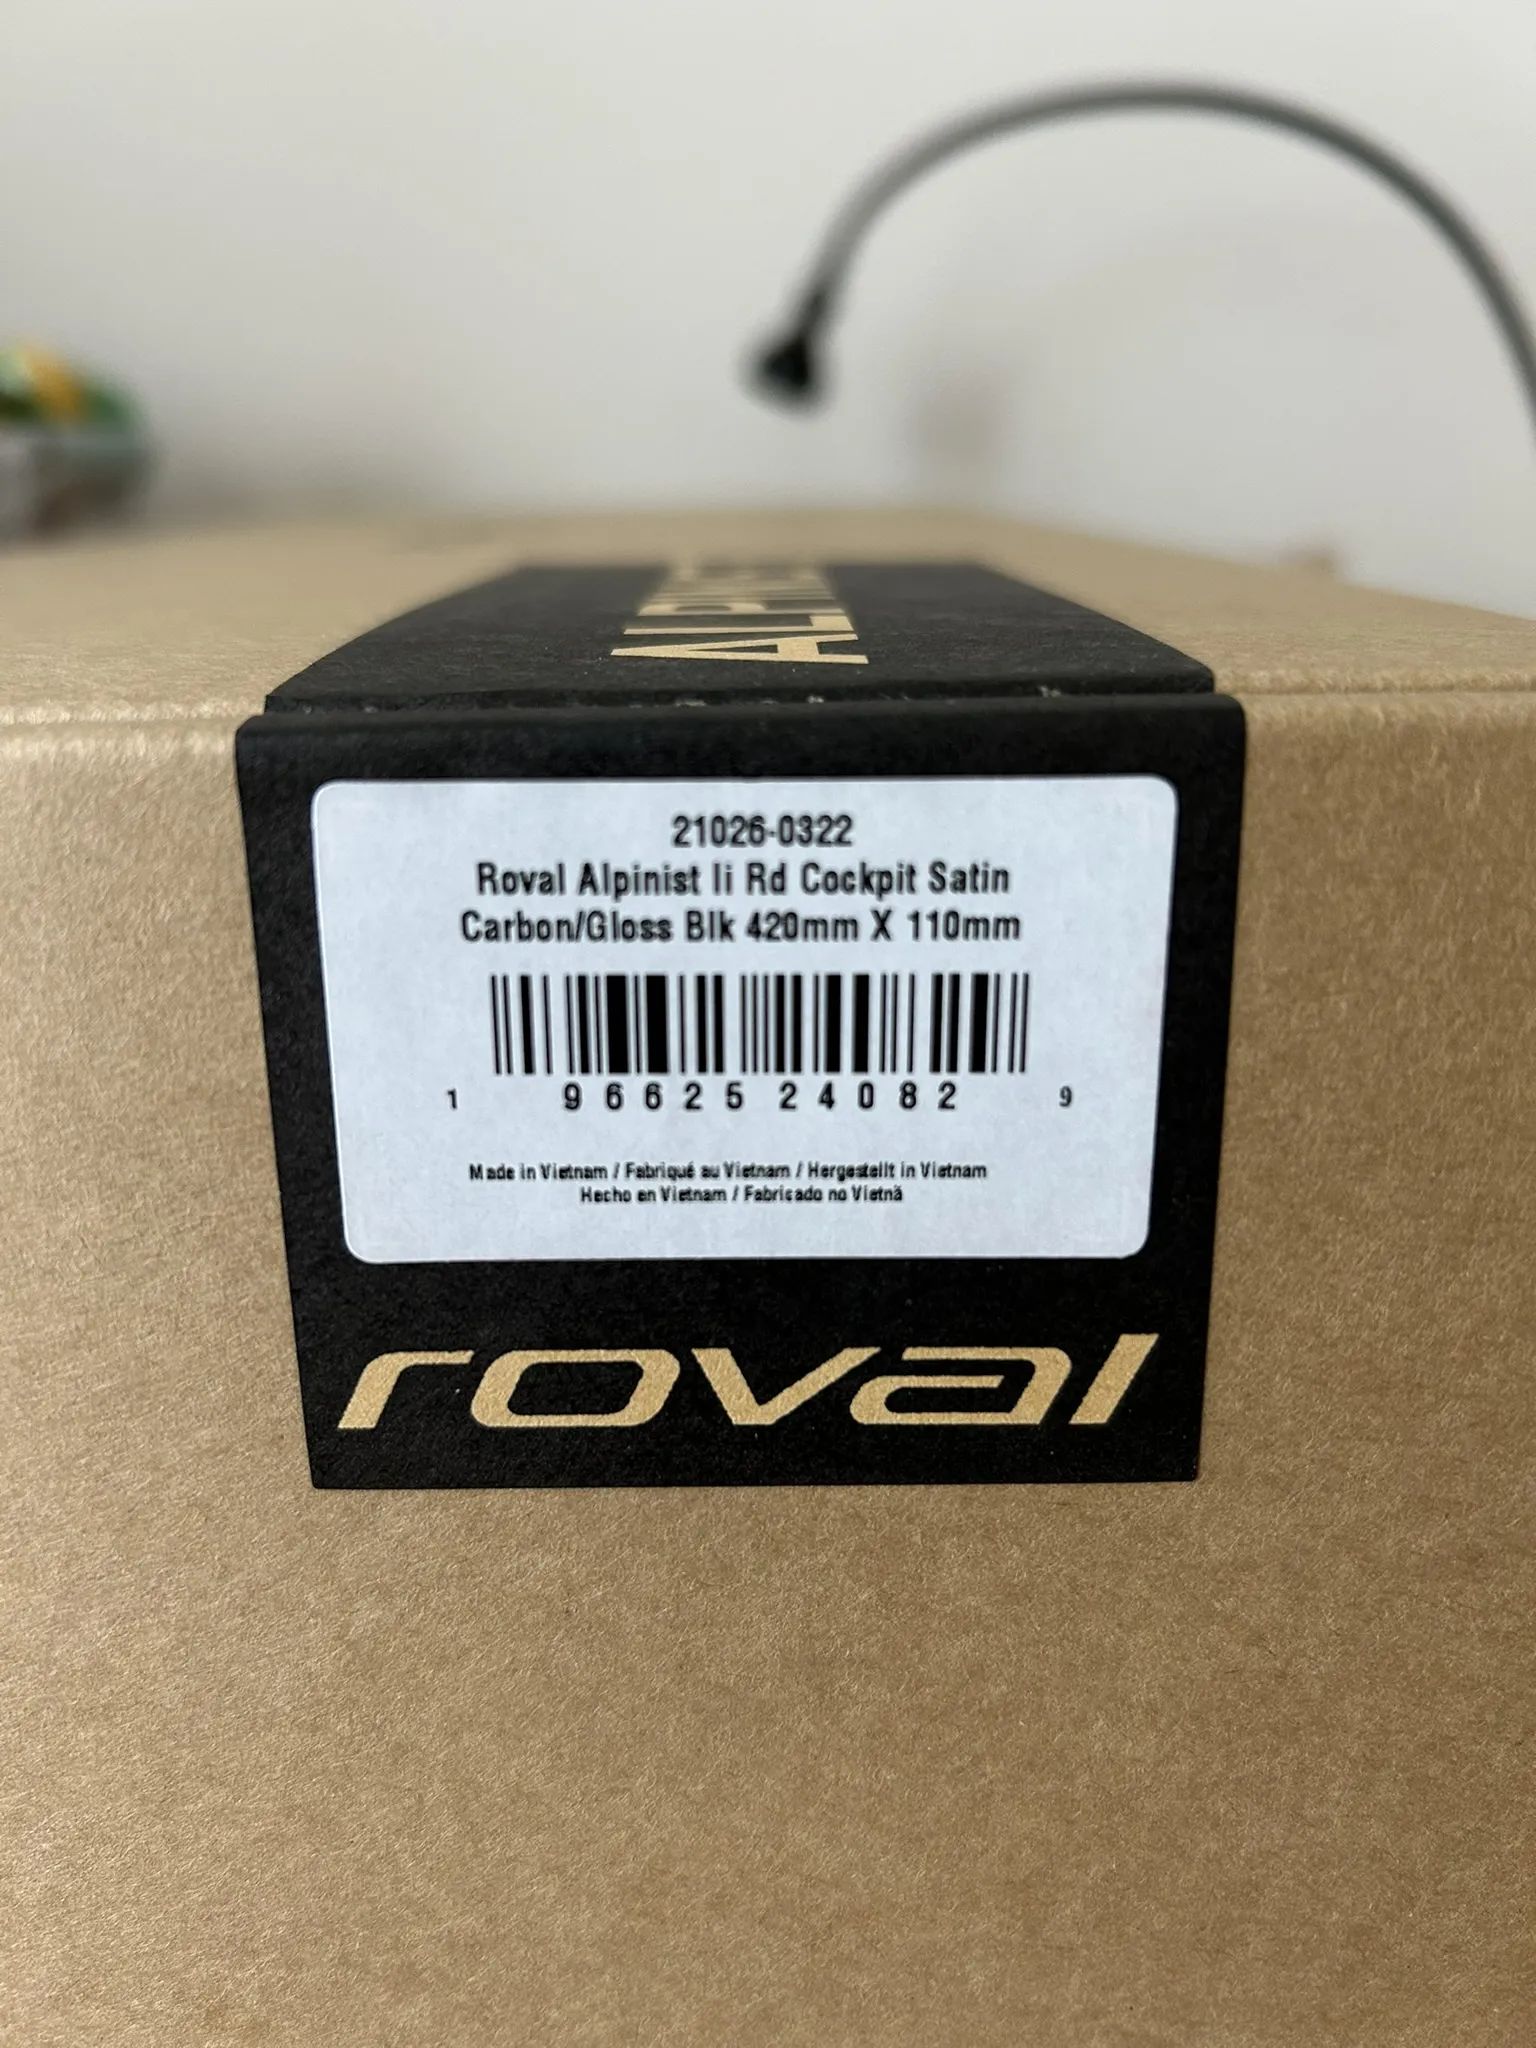 ALPINIST
21026-0322
Roval Alpinist Ii Rd Cockpit Satin
Carbon/Gloss Blk 420mm X 110mm
1 96625 24082 9
Made in Vietnam / Fabriqué au Vietnam / Hergestellt in Vietnam
Hecho en Vietnam / Fabricado no Vietnã
roval